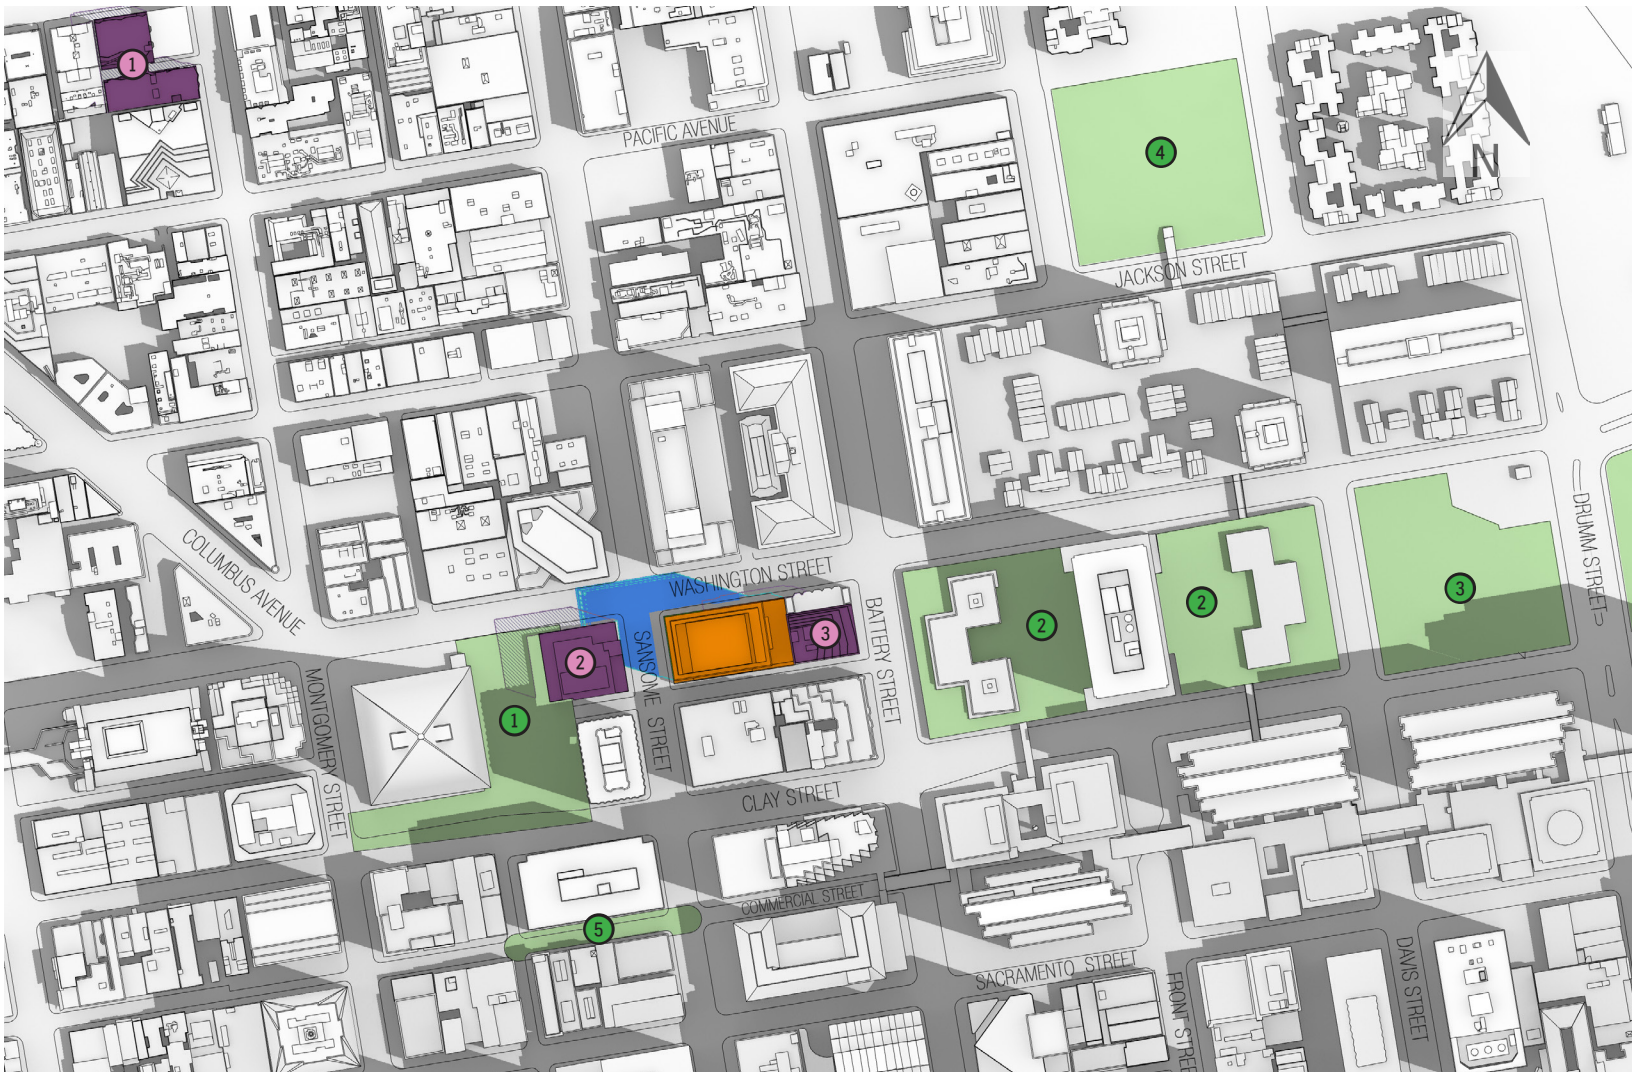 1
PACIFIC AVENUE
4
N
JACKSON STREET
COLUMBUS AVENUE
WASHINGTON STREET
DRUMM STREET
2
3
2
SANSOME STREET
3
BATTERY STREET
2
1
MONTGOMERY STREET
CLAY STREET
COMMERCIAL STREET
5
SACRAMENTO STREET
FRONT STREET
DAVIS STREET